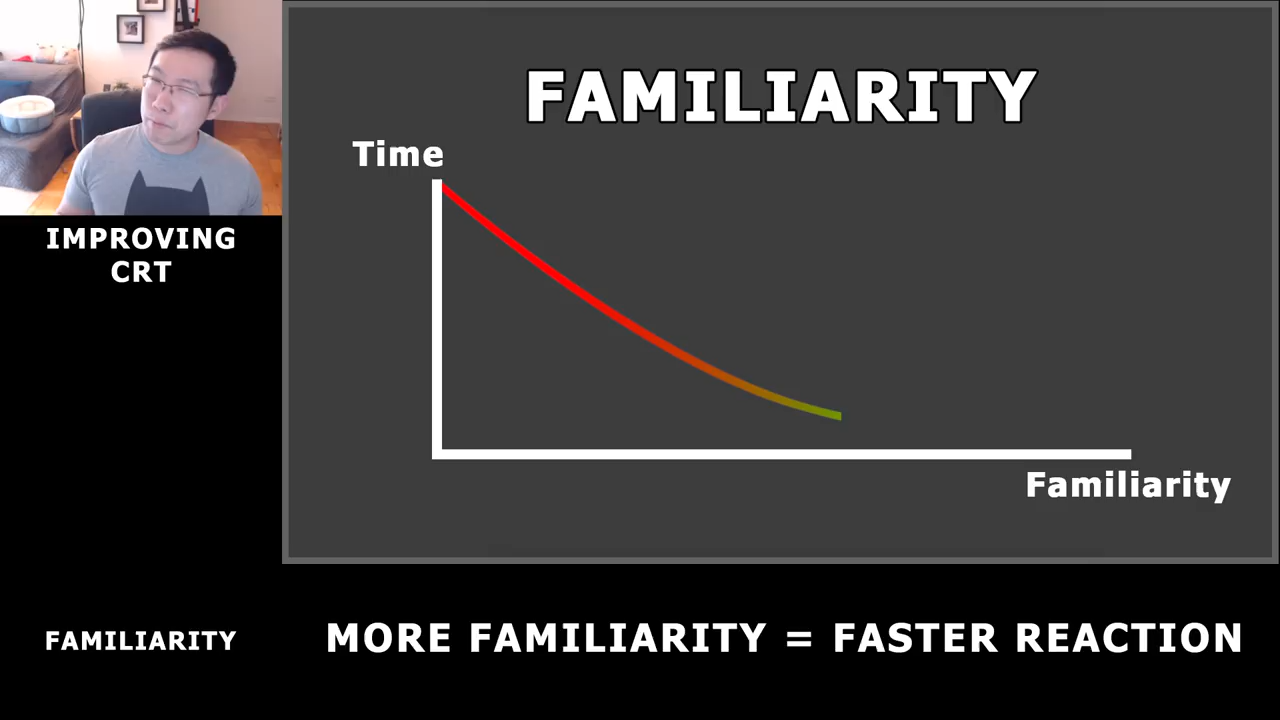 FAMILIARITY
Time
Familiarity
IMPROVING
CRT
FAMILIARITY
MORE FAMILIARITY = FASTER REACTION